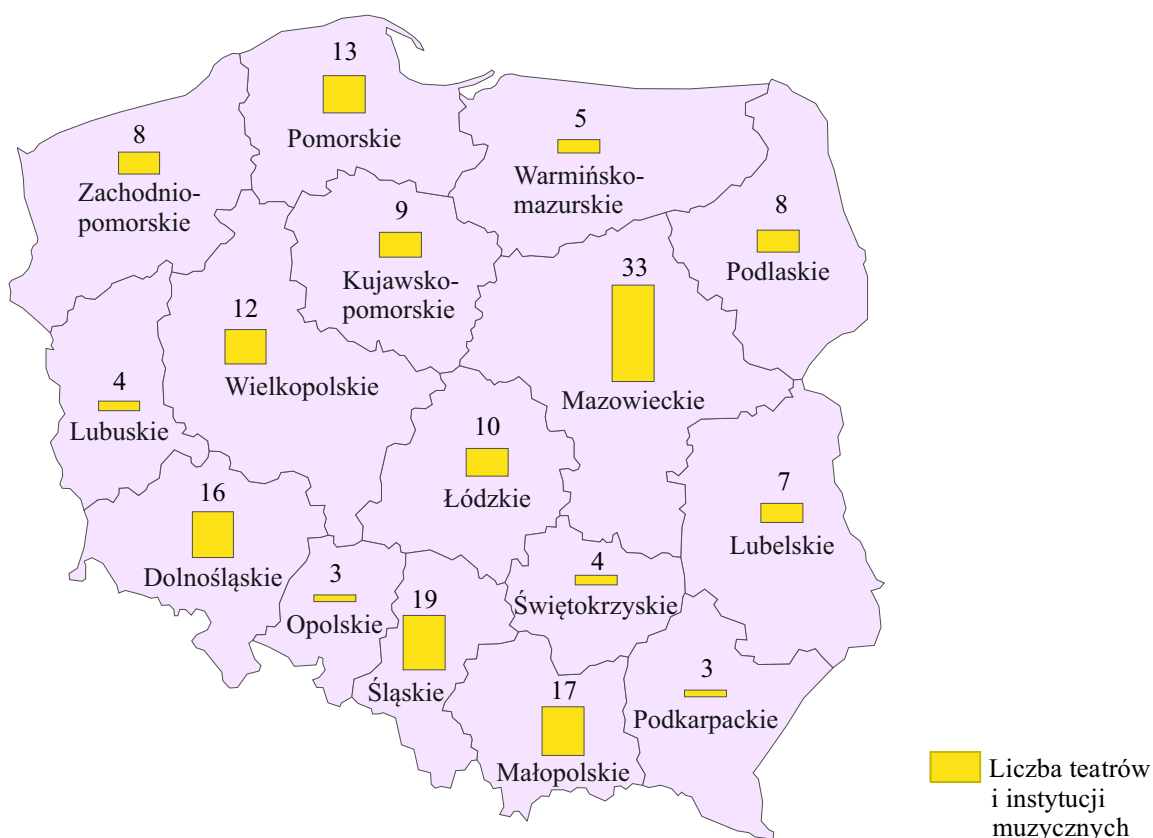 13
Pomorskie
8
Zachodnio-
pomorskie
5
Warmińsko-
mazurskie
9
Kujawsko-
pomorskie
8
Podlaskie
33
Mazowieckie
12
Wielkopolskie
4
Lubuskie
10
Łódzkie
7
Lubelskie
16
Dolnośląskie
3
Opolskie
19
Śląskie
4
Świętokrzyskie
17
Małopolskie
3
Podkarpackie
Liczba teatrów
i instytucji
muzycznych